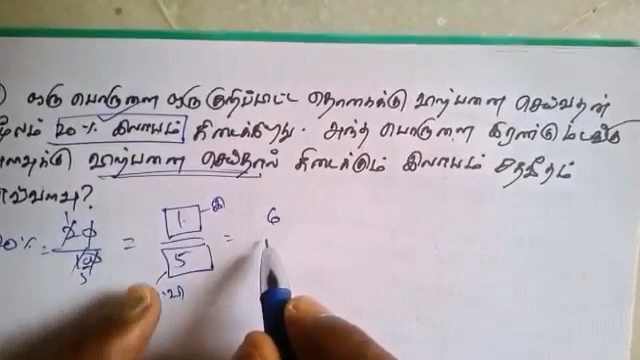 ஒரு பொருளை ஒரு குறிப்பிட்ட தொகைக்கு விற்பனை செய்வதன்
மூலம் 20% இலாபம் கிடைக்கிறது. அந்த பொருளை இரண்டு மடங்கு
விற்பனை செய்தால் கிடைக்கும் இலாபம் சதவீதம்
எவ்வளவு?
20% = 20/100 = 1/5 = 6